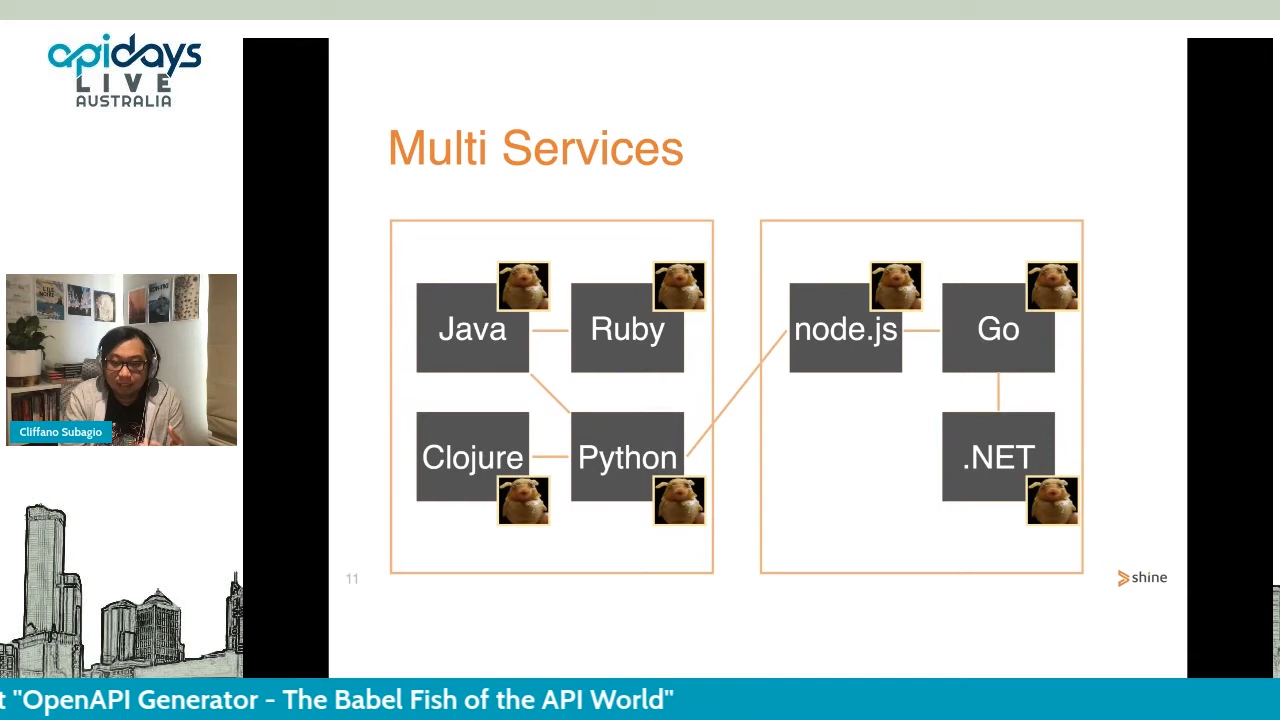 apidays
LIVE
AUSTRALIA
Multi Services
Java
Ruby
node.js
Go
Clojure
Python
.NET
Cliffano Subagio
11
shine
t "OpenAPI Generator - The Babel Fish of the API World"